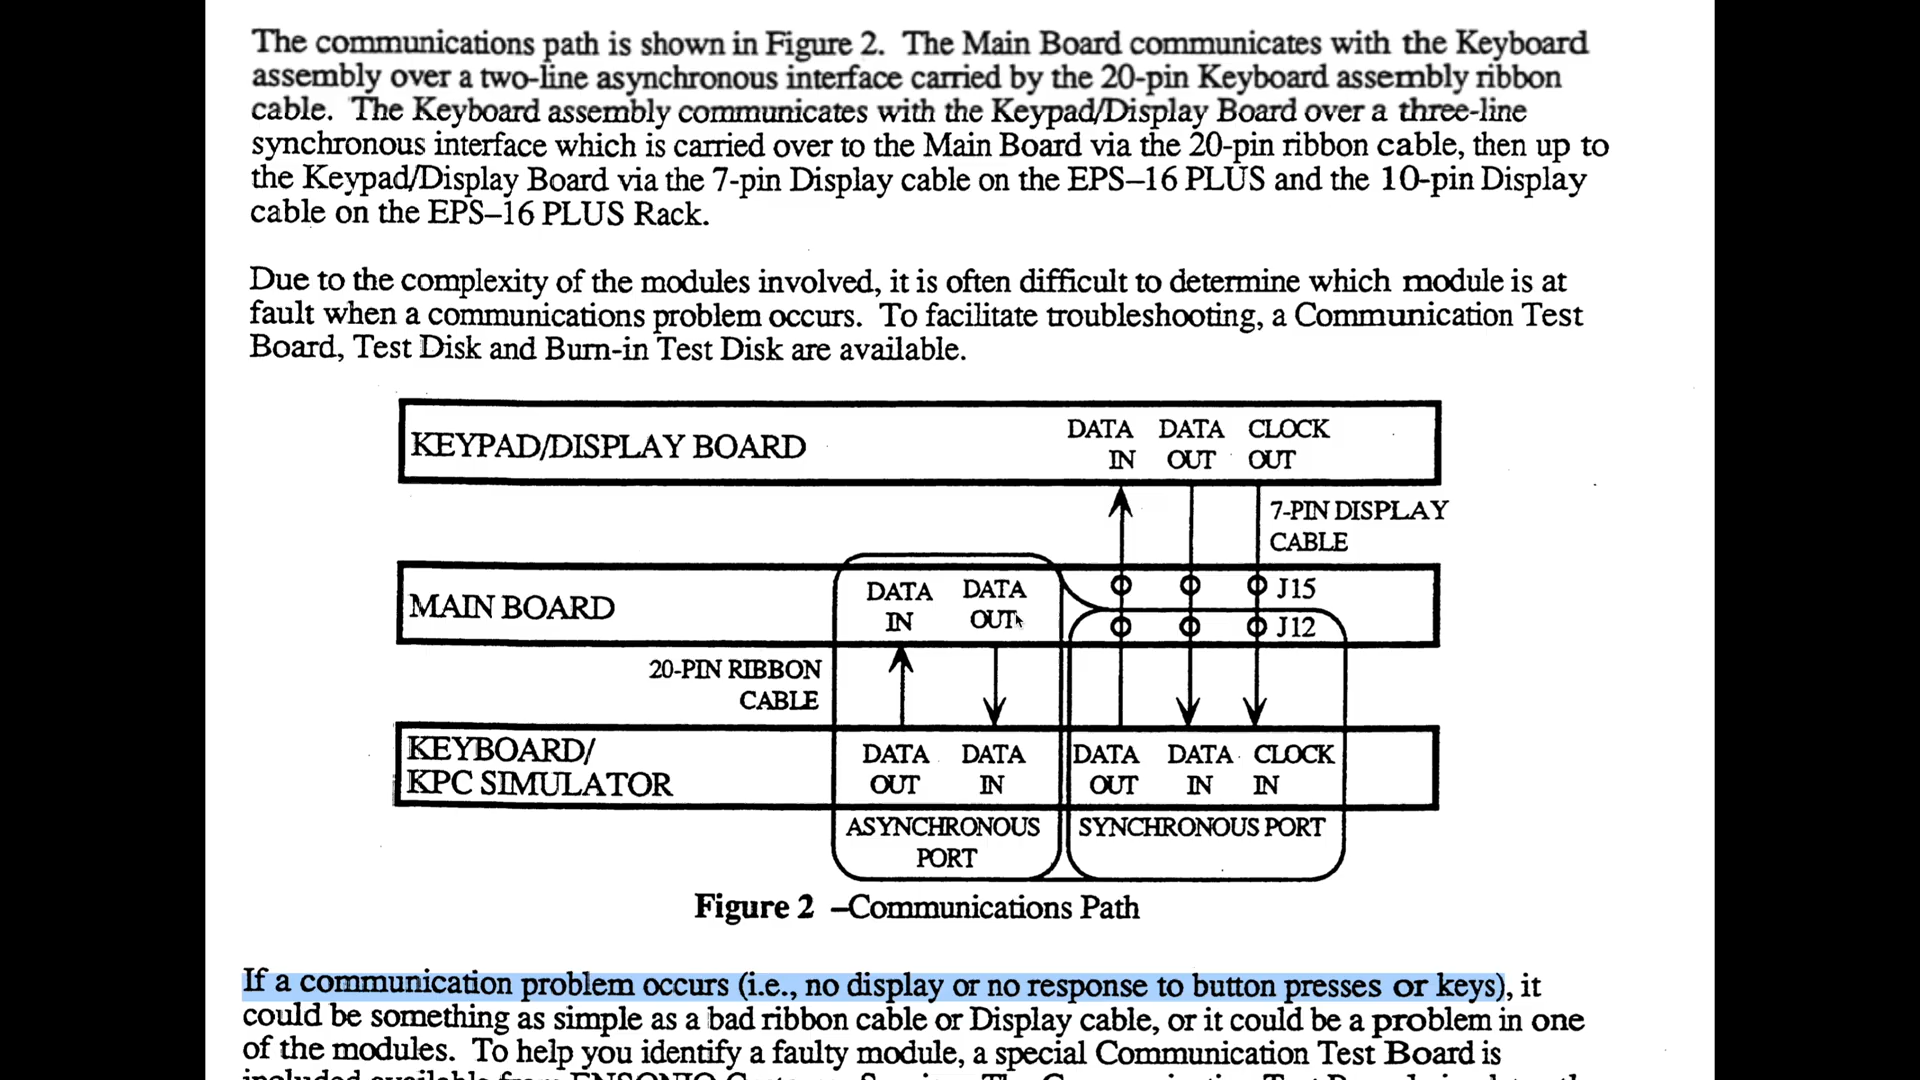 The communications path is shown in Figure 2. The Main Board communicates with the Keyboard
assembly over a two-line asynchronous interface carried by the 20-pin Keyboard assembly ribbon
cable. The Keyboard assembly communicates with the Keypad/Display Board over a three-line
synchronous interface which is carried over to the Main Board via the 20-pin ribbon cable, then up to
the Keypad/Display Board via the 7-pin Display cable on the EPS–16 PLUS and the 10-pin Display
cable on the EPS–16 PLUS Rack.
Due to the complexity of the modules involved, it is often difficult to determine which module is at
fault when a communications problem occurs. To facilitate troubleshooting, a Communication Test
Board, Test Disk and Burn-in Test Disk are available.
KEYPAD/DISPLAY BOARD
DATA IN
DATA OUT
CLOCK OUT
7-PIN DISPLAY
CABLE
MAIN BOARD
DATA IN
DATA OUT
J15
J12
20-PIN RIBBON
CABLE
KEYBOARD/
KPC SIMULATOR
DATA OUT
DATA IN
DATA OUT
DATA IN
CLOCK IN
ASYNCHRONOUS
PORT
SYNCHRONOUS PORT
Figure 2 –Communications Path
If a communication problem occurs (i.e., no display or no response to button presses or keys), it
could be something as simple as a bad ribbon cable or Display cable, or it could be a problem in one
of the modules. To help you identify a faulty module, a special Communication Test Board is